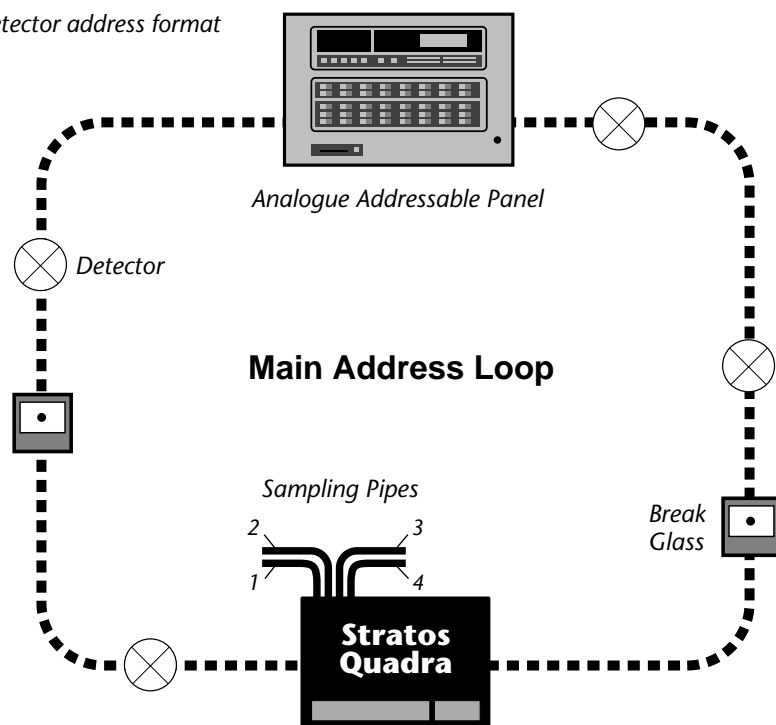 address format
Analogue Addressable Panel
Detector
Main Address Loop
Sampling Pipes
2
3
1
4
Break
Glass
Stratos
Quadra